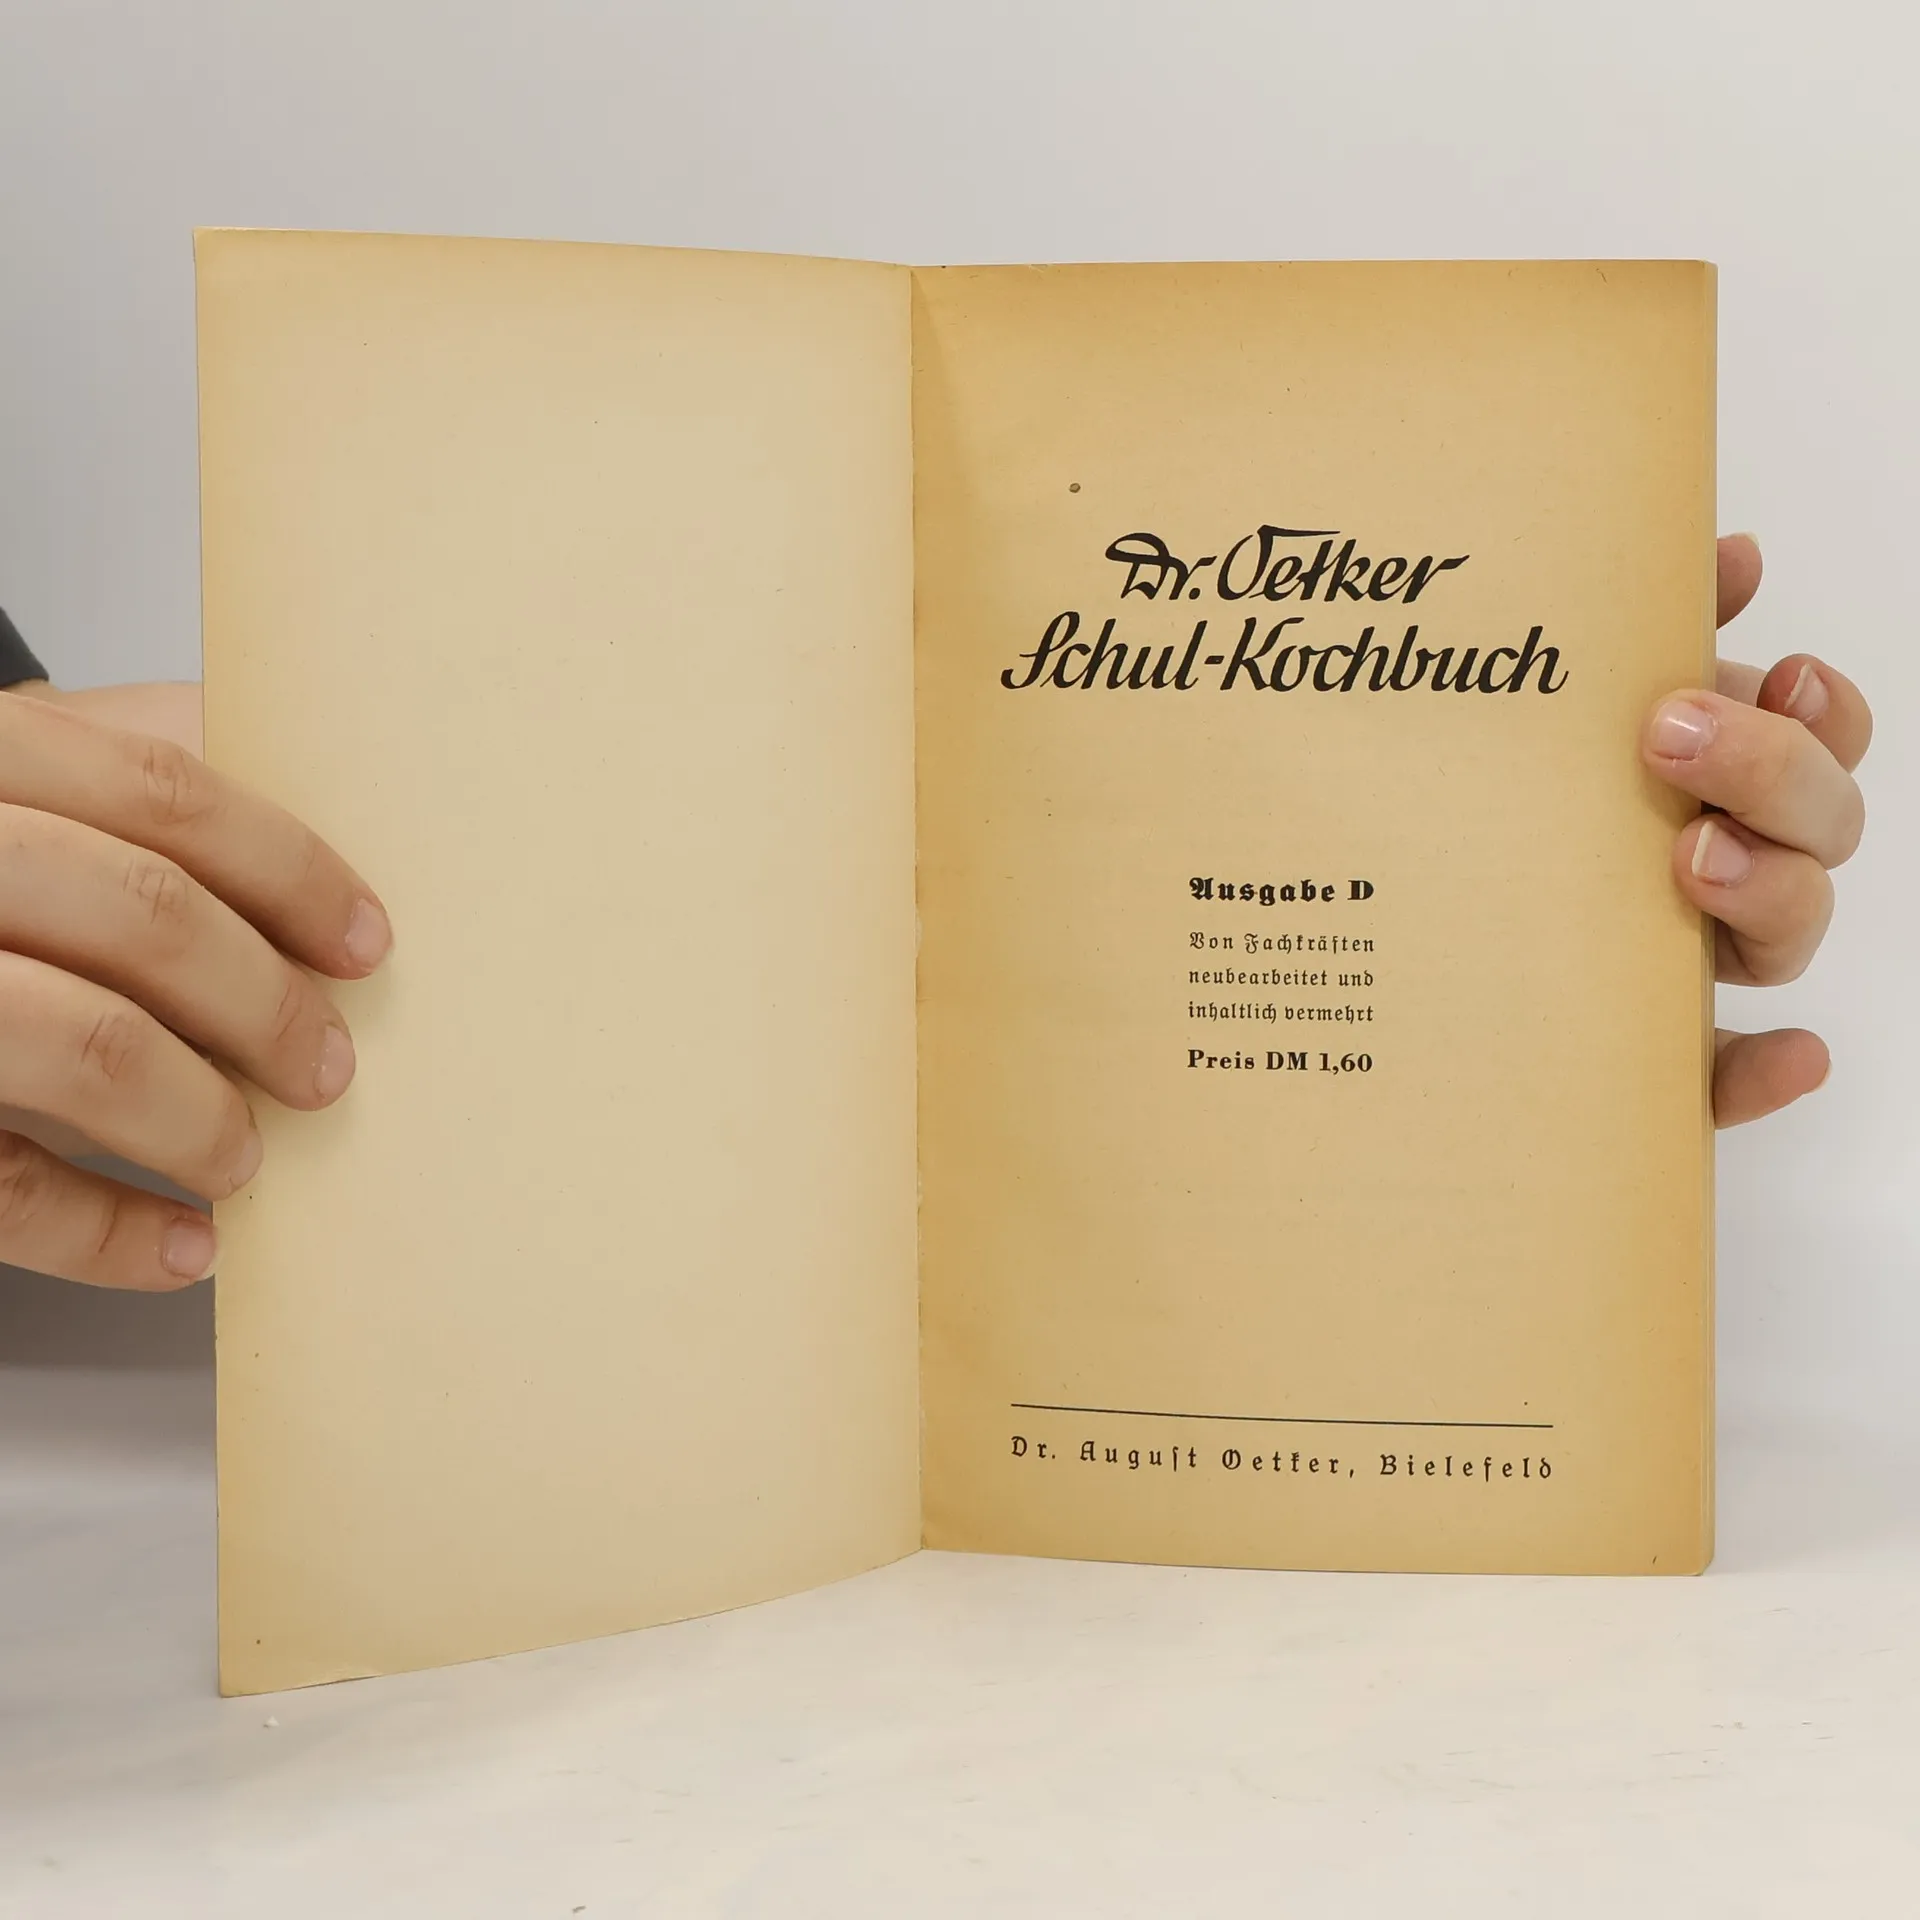 Dr. Oetker
Schul-Kochbuch
Ausgabe D
Von Fachkräften
neubearbeitet und
inhaltlich vermehrt
Preis DM 1,60
Dr. Auguſt Oetker, Bielefeld